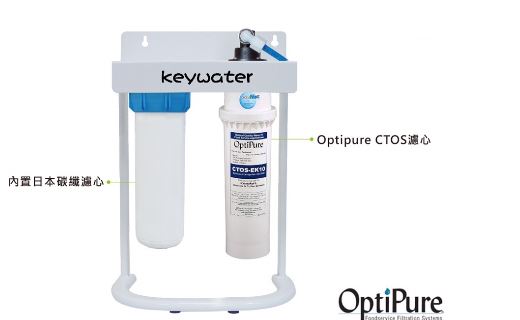 keywater
OptiPure
CTOS-EK10
Optipure CTOS濾心
內置日本碳纖濾心
OptiPure
Foodservice Filtration Systems